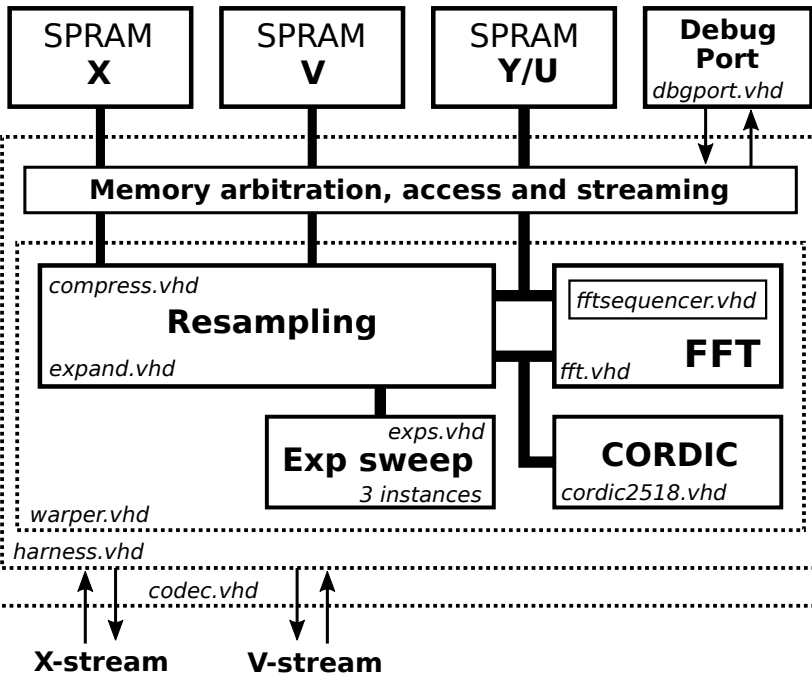 SPRAM
X
SPRAM
V
SPRAM
Y/U
Debug
Port
dbgport.vhd
Memory arbitration, access and streaming
compress.vhd
Resampling
expand.vhd
fftsequencer.vhd
FFT
fft.vhd
exps.vhd
Exp sweep
3 instances
CORDIC
cordic2518.vhd
warper.vhd
harness.vhd
codec.vhd
X-stream
V-stream